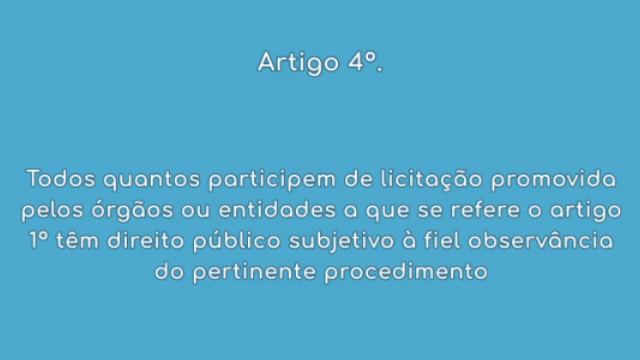 Artigo 4º.
Todos quantos participem de licitação promovida
pelos órgãos ou entidades a que se refere o artigo
1º têm direito público subjetivo à fiel observância
do pertinente procedimento